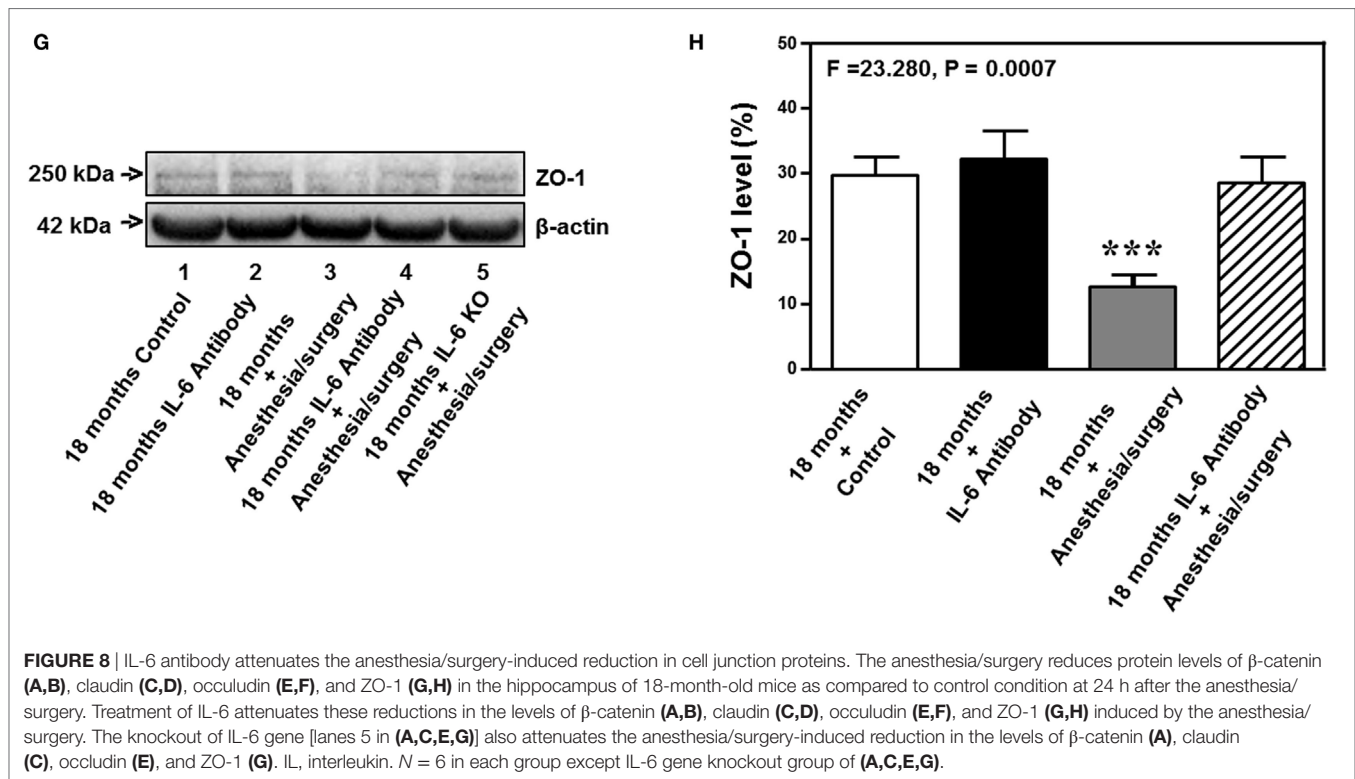 G
250 kDa
ZO-1
42 kDa
β-actin
1 2 3 4 5
18 months Control
18 months IL-6 Antibody
18 months
+
Anesthesia/surgery
18 months IL-6 Antibody
+
Anesthesia/surgery
18 months IL-6 KO
+
Anesthesia/surgery
H
F =23.280, P = 0.0007
ZO-1 level (%)
50
40
30
20
10
0
***
18 months
+
Control
18 months
+
IL-6 Antibody
18 months
+
Anesthesia/surgery
18 months IL-6 Antibody
+
Anesthesia/surgery
FIGURE 8 | IL-6 antibody attenuates the anesthesia/surgery-induced reduction in cell junction proteins. The anesthesia/surgery reduces protein levels of β-catenin
(A,B), claudin (C,D), occuludin (E,F), and ZO-1 (G,H) in the hippocampus of 18-month-old mice as compared to control condition at 24 h after the anesthesia/
surgery. Treatment of IL-6 attenuates these reductions in the levels of β-catenin (A,B), claudin (C,D), occuludin (E,F), and ZO-1 (G,H) induced by the anesthesia/
surgery. The knockout of IL-6 gene [lanes 5 in (A,C,E,G)] also attenuates the anesthesia/surgery-induced reduction in the levels of β-catenin (A), claudin
(C), occludin (E), and ZO-1 (G). IL, interleukin. N = 6 in each group except IL-6 gene knockout group of (A,C,E,G).